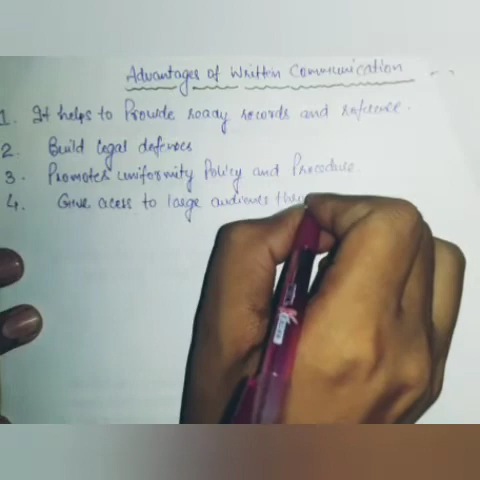 Advantages of Written Communication
1. It helps to Provide ready records and reference.
2. Build legal defences
3. Promotes uniformity Policy and Procedure.
4. Give acess to large audience